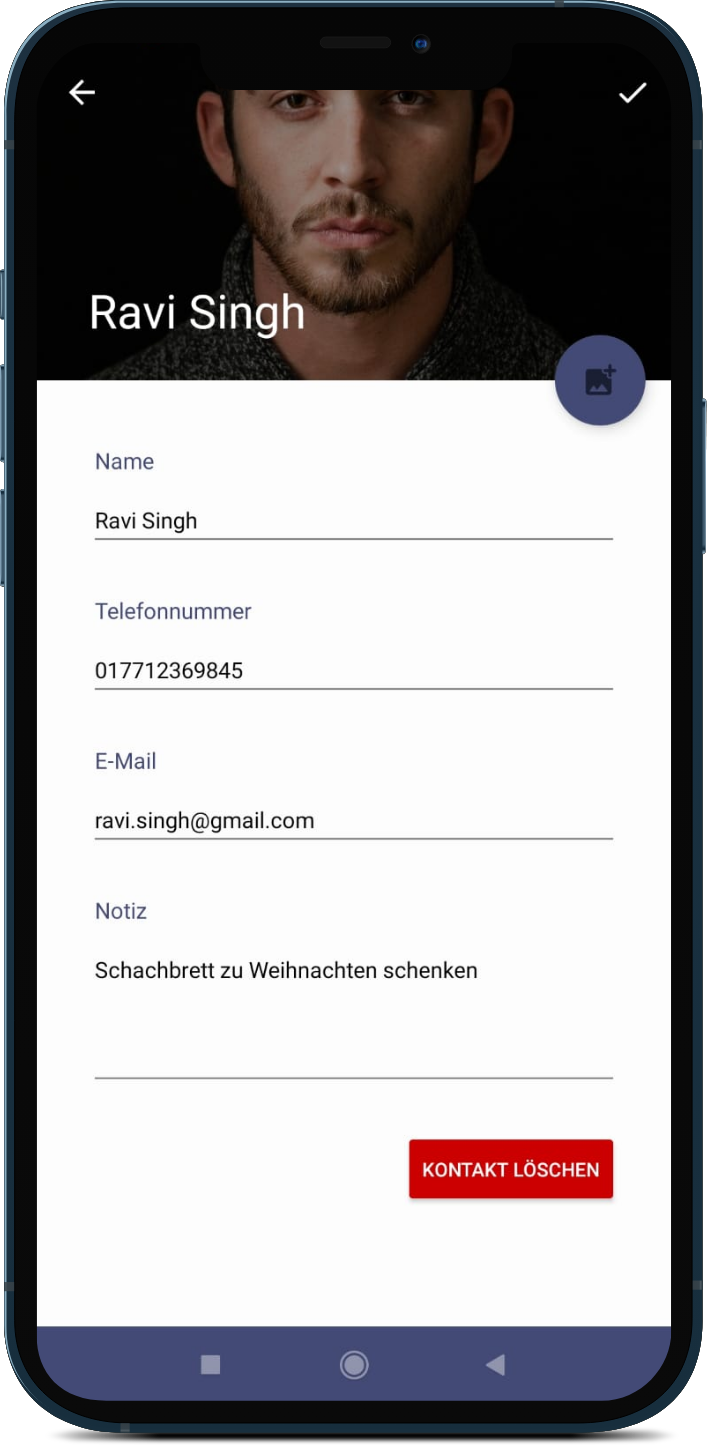 Ravi Singh
Name
Ravi Singh
Telefonnummer
017712369845
E-Mail
ravi.singh@gmail.com
Notiz
Schachbrett zu Weihnachten schenken
KONTAKT LÖSCHEN